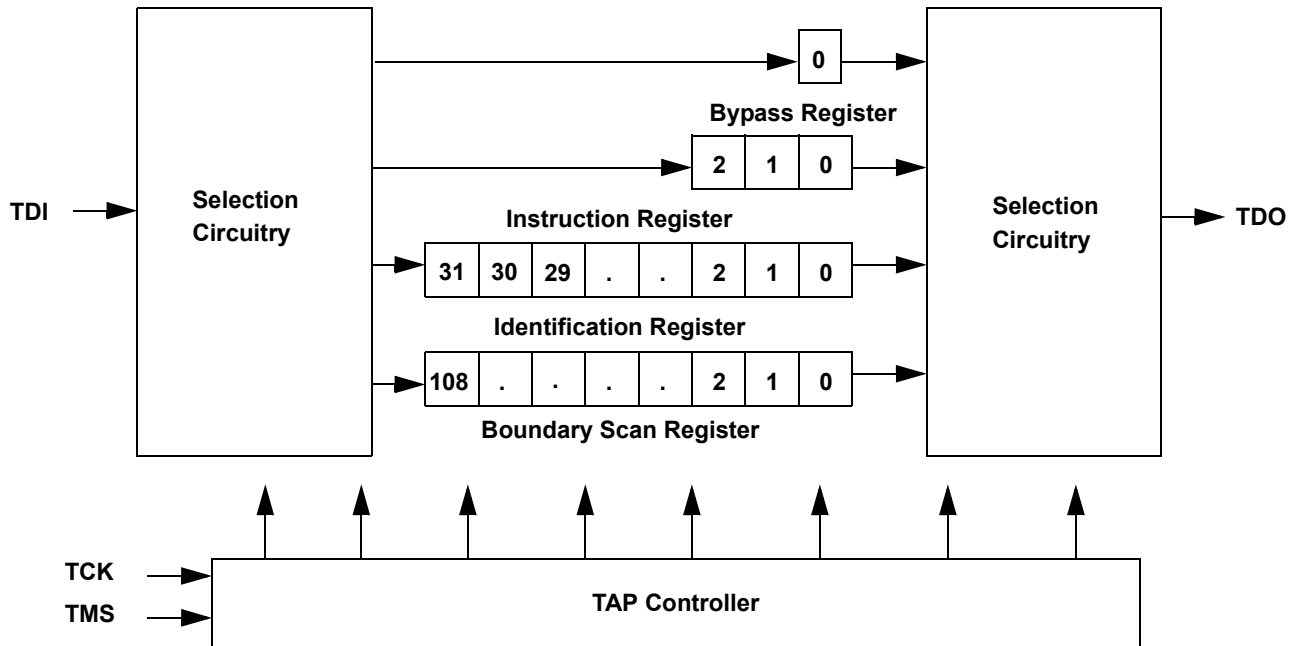 0
Bypass Register
2 1 0
TDI
Selection
Circuitry
Selection
Circuitry
TDO
Instruction Register
31 30 29 . . 2 1 0
Identification Register
108 . . . . 2 1 0
Boundary Scan Register
TCK
TMS
TAP Controller